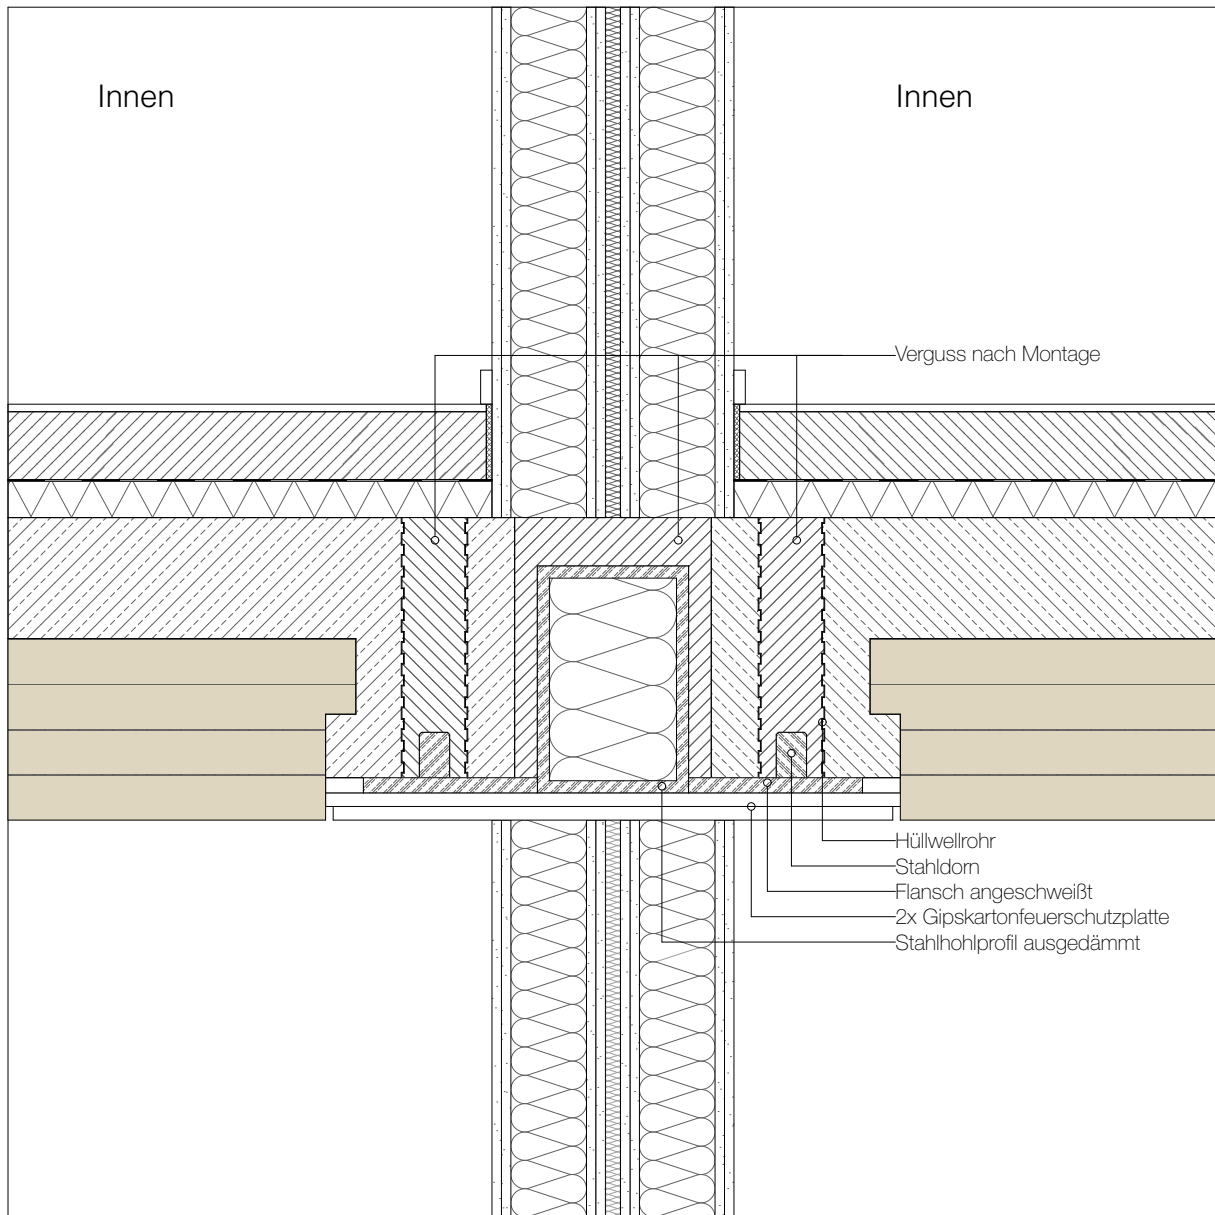 Innen
Innen
Verguss nach Montage
Hüllwellrohr
Stahldorn
Flansch angeschweißt
2x Gipskartonfeuerschutzplatte
Stahlhohlprofil ausgedämmt